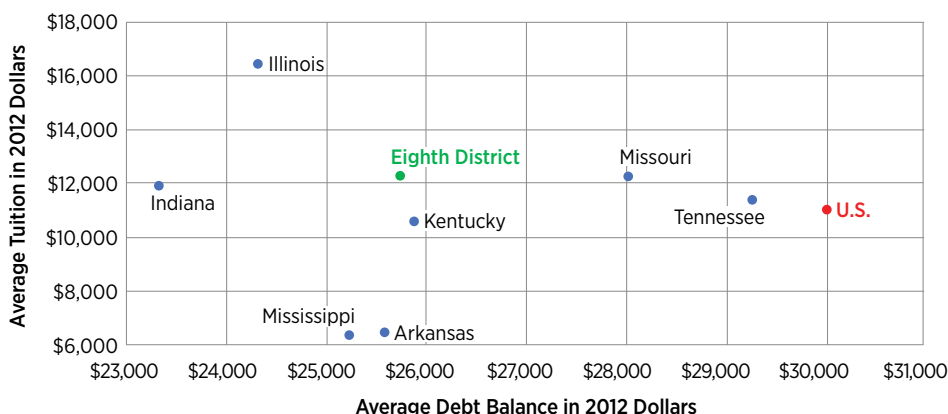 Average Tuition in 2012 Dollars
$18,000
$16,000
$14,000
$12,000
$10,000
$8,000
$6,000
Illinois
Eighth District
Missouri
Indiana
Kentucky
Tennessee
U.S.
Mississippi
Arkansas
$23,000 $24,000 $25,000 $26,000 $27,000 $28,000 $29,000 $30,000 $31,000
Average Debt Balance in 2012 Dollars